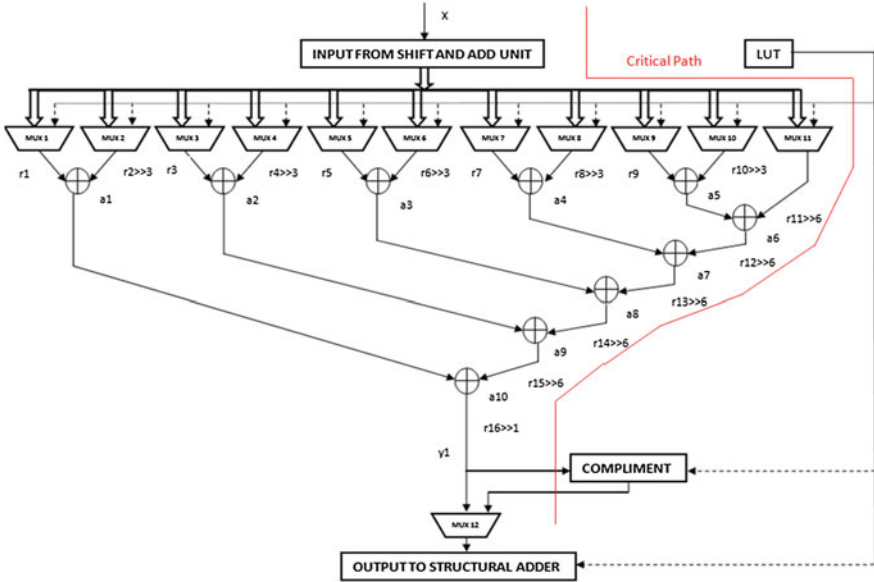 X
INPUT FROM SHIFT AND ADD UNIT
Critical Path
LUT
MUX 1
MUX 2
MUX 3
MUX 4
MUX 5
MUX 6
MUX 7
MUX 8
MUX 9
MUX 10
MUX 11
r1
r2>>3
r3
r4>>3
r5
r6>>3
r7
r8>>3
r9
r10>>3
a1
a2
a3
a4
a5
r11>>6
a6
r12>>6
a7
r13>>6
a8
r14>>6
a9
r15>>6
a10
r16>>1
y1
COMPLIMENT
MUX 12
OUTPUT TO STRUCTURAL ADDER